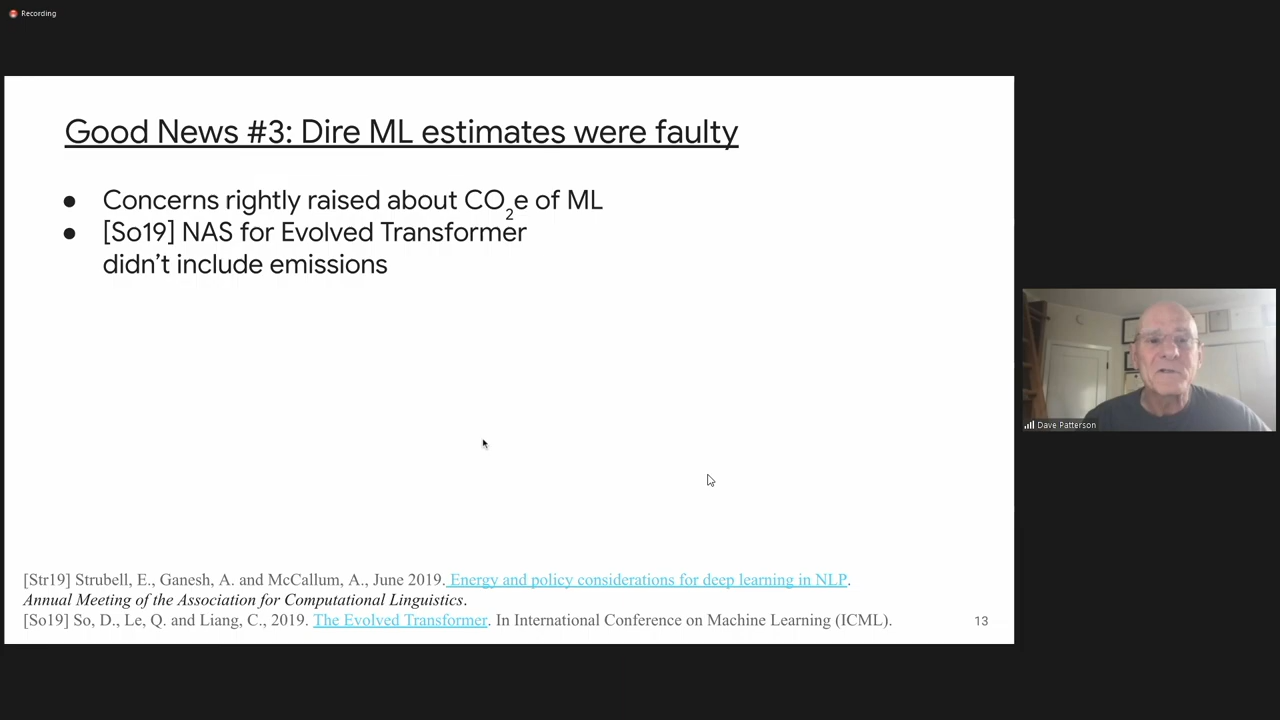 Recording
Good News #3: Dire ML estimates were faulty
● Concerns rightly raised about CO2e of ML
● [So19] NAS for Evolved Transformer
didn’t include emissions
Dave Patterson
[Str19] Strubell, E., Ganesh, A. and McCallum, A., June 2019. Energy and policy considerations for deep learning in NLP.
Annual Meeting of the Association for Computational Linguistics.
[So19] So, D., Le, Q. and Liang, C., 2019. The Evolved Transformer. In International Conference on Machine Learning (ICML).
13